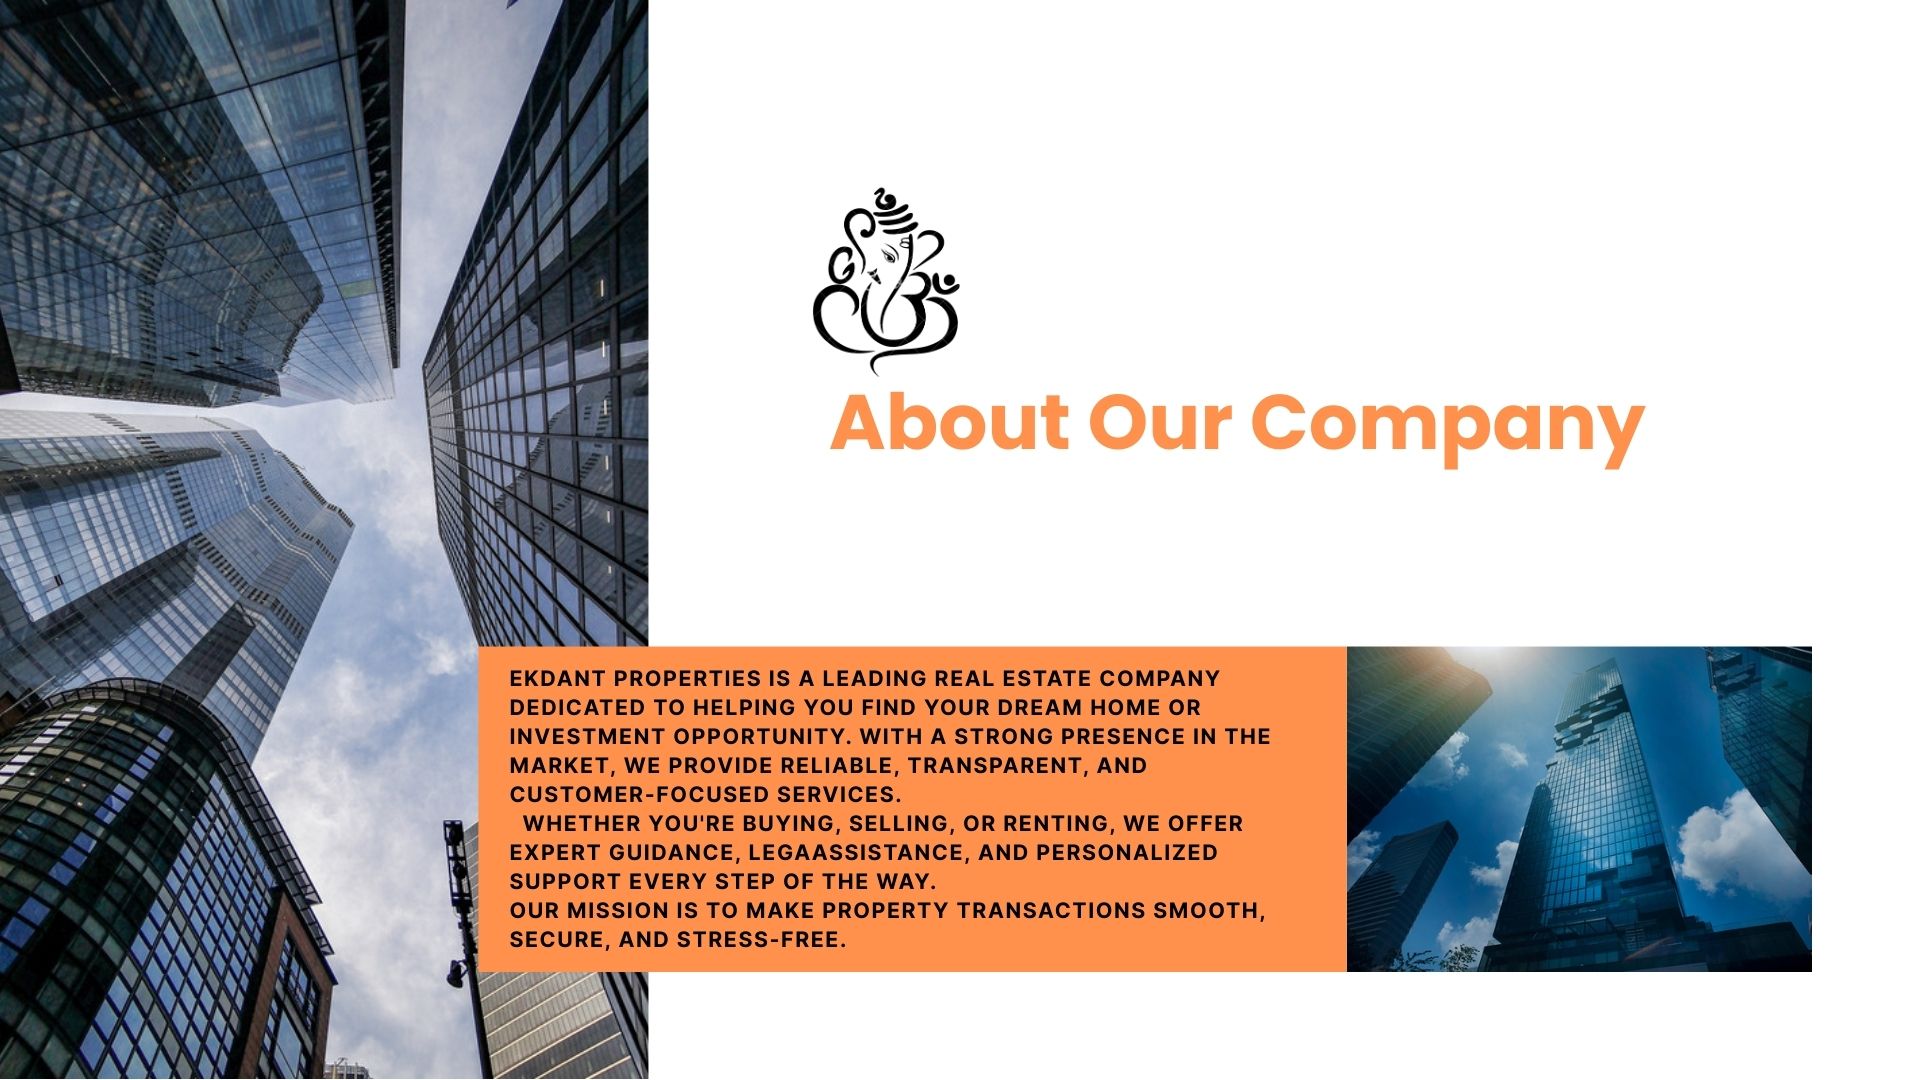 About Our Company
EKDANT PROPERTIES IS A LEADING REAL ESTATE COMPANY
DEDICATED TO HELPING YOU FIND YOUR DREAM HOME OR
INVESTMENT OPPORTUNITY. WITH A STRONG PRESENCE IN THE
MARKET, WE PROVIDE RELIABLE, TRANSPARENT, AND
CUSTOMER-FOCUSED SERVICES.
WHETHER YOU'RE BUYING, SELLING, OR RENTING, WE OFFER
EXPERT GUIDANCE, LEGAASSISTANCE, AND PERSONALIZED
SUPPORT EVERY STEP OF THE WAY.
OUR MISSION IS TO MAKE PROPERTY TRANSACTIONS SMOOTH,
SECURE, AND STRESS-FREE.